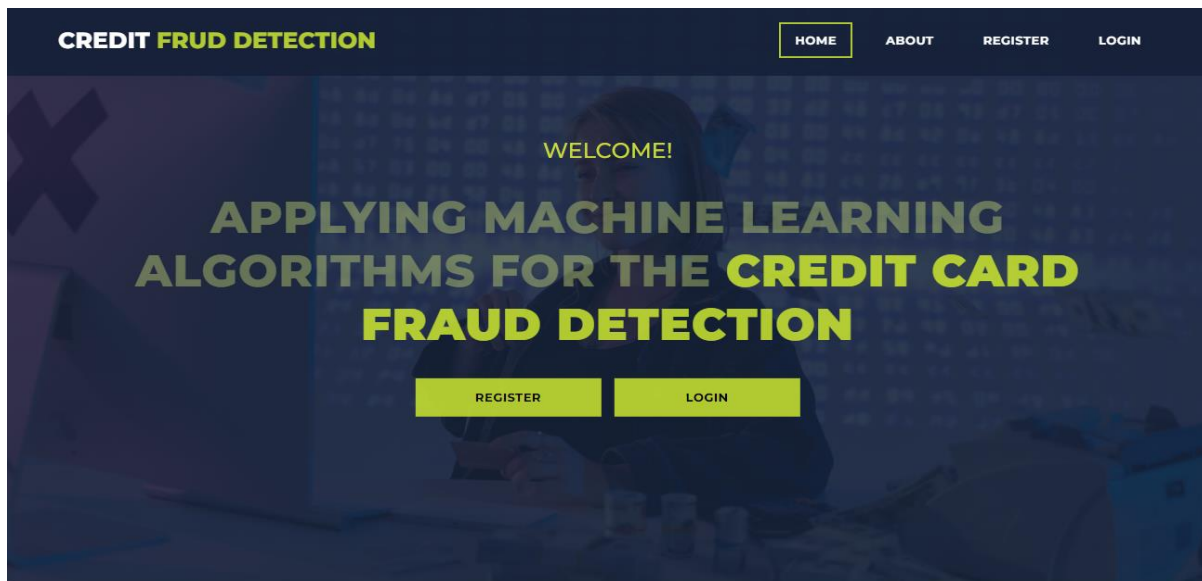 CREDIT FRUD DETECTION
HOME
ABOUT
REGISTER
LOGIN
WELCOME!
APPLYING MACHINE LEARNING
ALGORITHMS FOR THE CREDIT CARD
FRAUD DETECTION
REGISTER
LOGIN